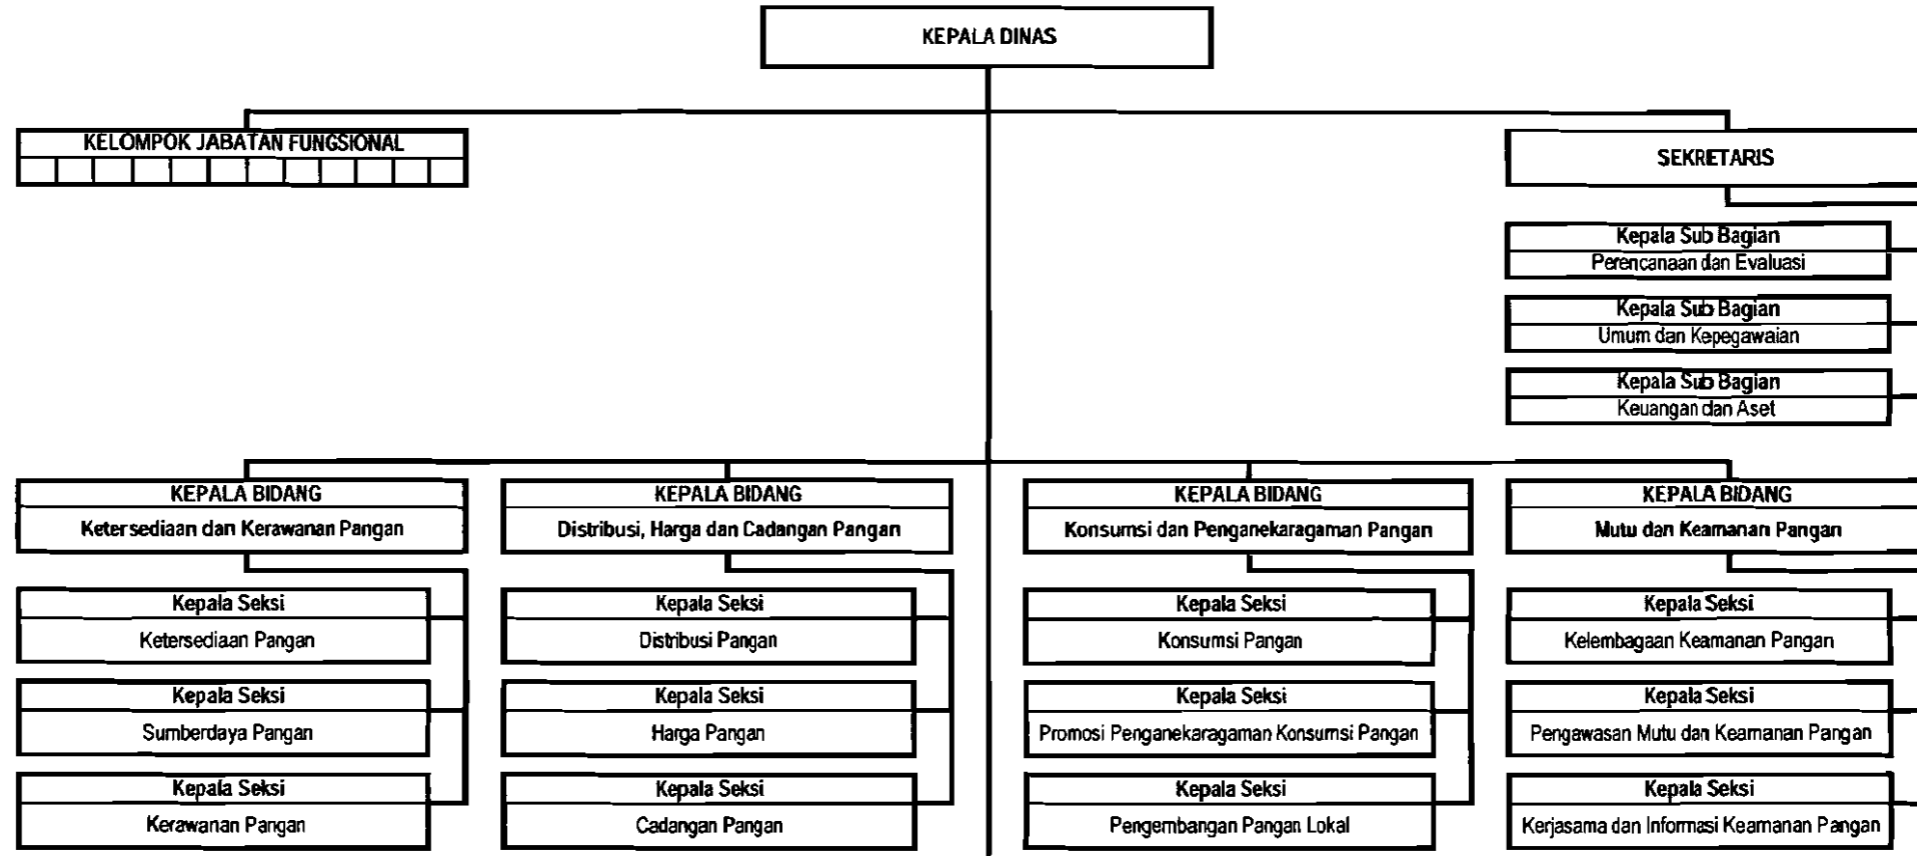 KEPALA DINAS
KELOMPOK JABATAN FUNGSIONAL
SEKRETARIS
Kepala Sub Bagian
Perencanaan dan Evaluasi
Kepala Sub Bagian
Umum dan Kepegawaian
Kepala Sub Bagian
Keuangan dan Aset
KEPALA BIDANG
Ketersediaan dan Kerawanan Pangan
Kepala Seksi
Ketersediaan Pangan
Kepala Seksi
Sumberdaya Pangan
Kepala Seksi
Kerawanan Pangan
KEPALA BIDANG
Distribusi, Harga dan Cadangan Pangan
Kepala Seksi
Distribusi Pangan
Kepala Seksi
Harga Pangan
Kepala Seksi
Cadangan Pangan
KEPALA BIDANG
Konsumsi dan Penganekaragaman Pangan
Kepala Seksi
Konsumsi Pangan
Kepala Seksi
Promosi Penganekaragaman Konsumsi Pangan
Kepala Seksi
Pengembangan Pangan Lokal
KEPALA BIDANG
Mutu dan Keamanan Pangan
Kepala Seksi
Kelembagaan Keamanan Pangan
Kepala Seksi
Pengawasan Mutu dan Keamanan Pangan
Kepala Seksi
Kerjasama dan Informasi Keamanan Pangan